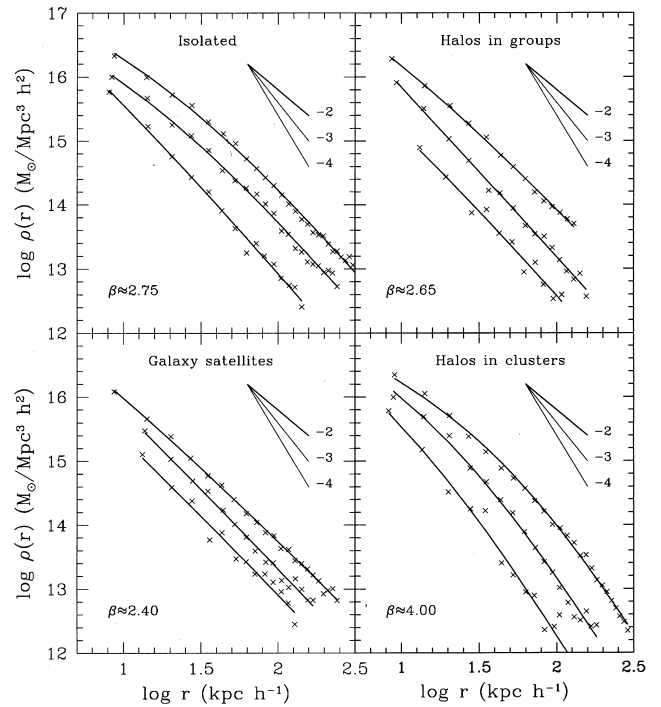 Isolated
Halos in groups
-2
-3
-4
-2
-3
-4
17
16
15
14
13
12
log ρ(r) (M☉/Mpc³ h²)
β≈2.75
β≈2.65
Galaxy satellites
Halos in clusters
-2
-3
-4
-2
-3
-4
16
15
14
13
12
log ρ(r) (M☉/Mpc³ h²)
β≈2.40
β≈4.00
1 1.5 2 2.5 1 1.5 2 2.5
log r (kpc h⁻¹) log r (kpc h⁻¹)